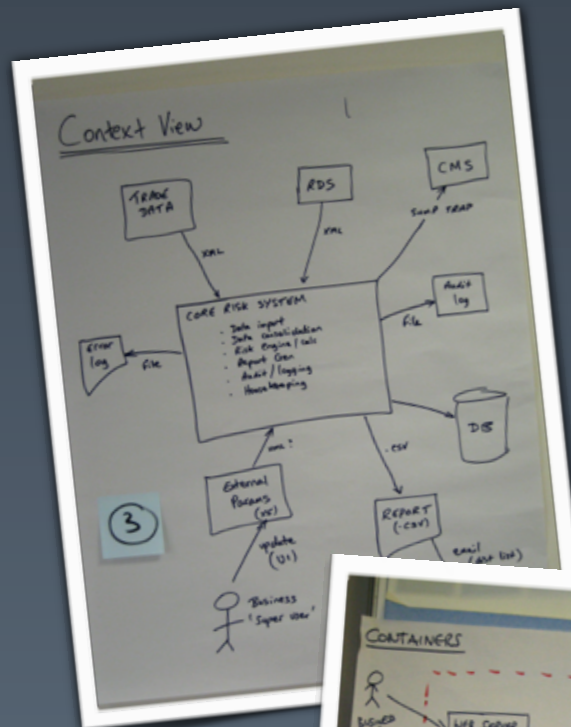 Context View
1
TRADE
DATA
RDS
CMS
XML
XML
SNMP TRAP
CORE RISK SYSTEM
· Data import
· Data consolidation
· Risk engine/calc
· Report Gen
· Audit/logging
· Housekeeping
Audit
log
file
Error
log
file
DB
.csv
XML?
External
Params
REPORT
(.csv)
3
update
(UI)
email
Business
'super user'
CONTAINERS